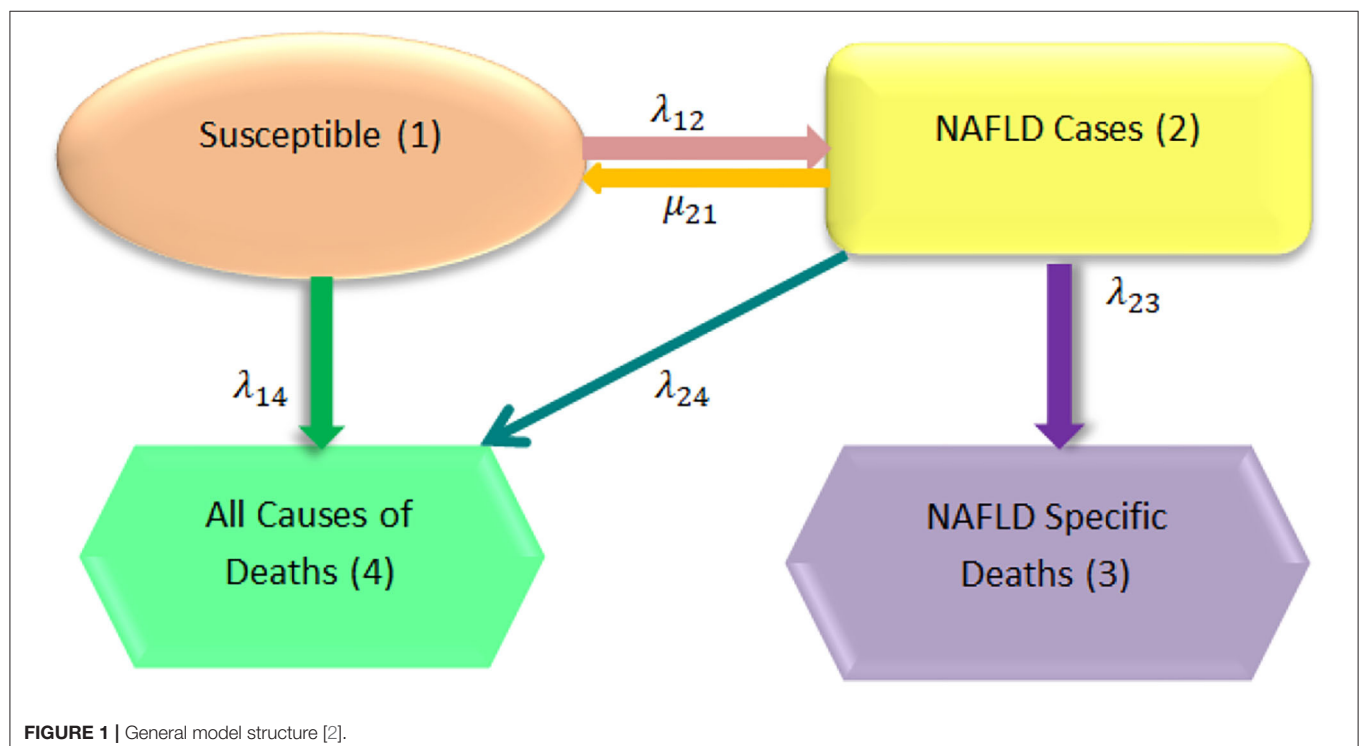 Susceptible (1)
λ12
NAFLD Cases (2)
μ21
λ23
λ14
λ24
All Causes of
Deaths (4)
NAFLD Specific
Deaths (3)
FIGURE 1 | General model structure [2].